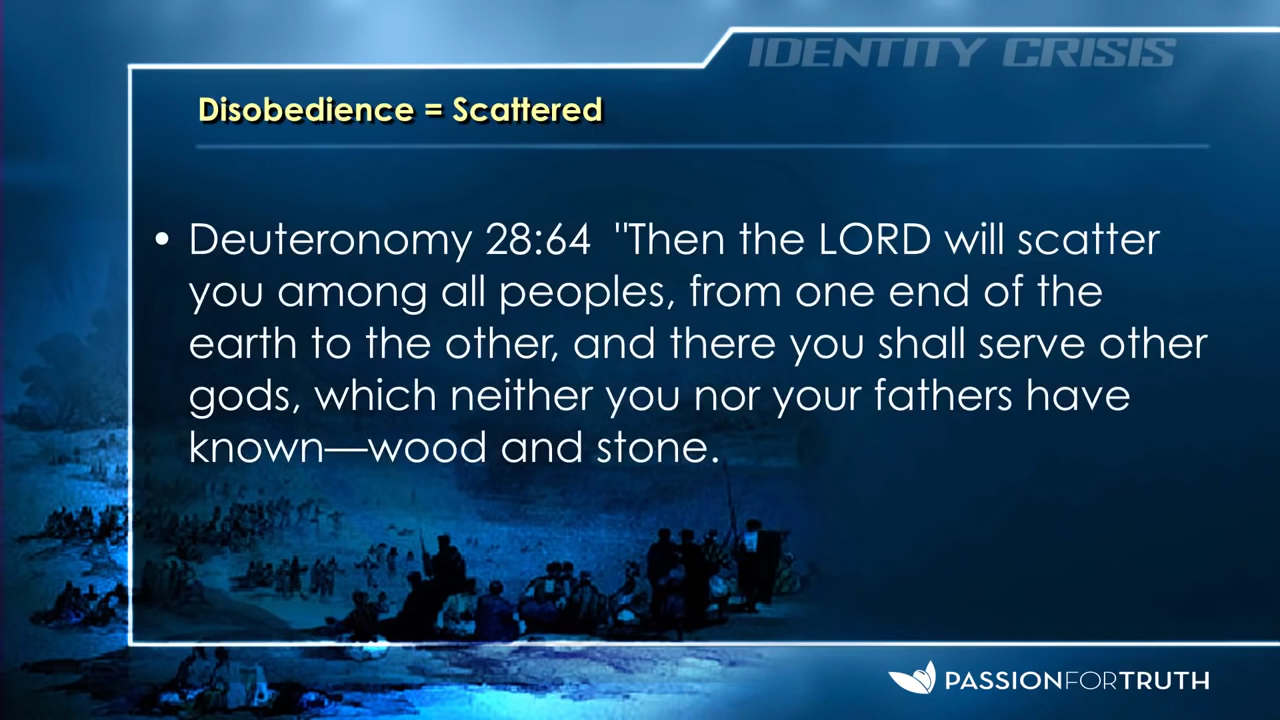 IDENTITY CRISIS
Disobedience = Scattered
• Deuteronomy 28:64  "Then the LORD will scatter
you among all peoples, from one end of the
earth to the other, and there you shall serve other
gods, which neither you nor your fathers have
known—wood and stone.
PASSIONFORTRUTH